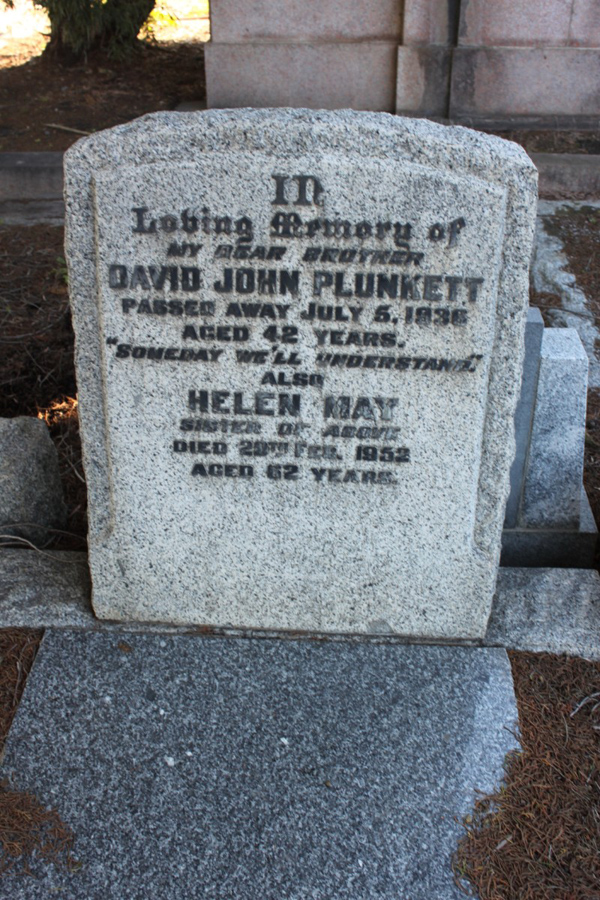 In
Loving Memory of
MY DEAR BROTHER
DAVID JOHN PLUNKETT
PASSED AWAY JULY 5, 1936
AGED 42 YEARS.
"SOMEDAY WE'LL UNDERSTAND."
ALSO
HELEN MAY
SISTER OF ABOVE
DIED 29TH FEB. 1952
AGED 62 YEARS.